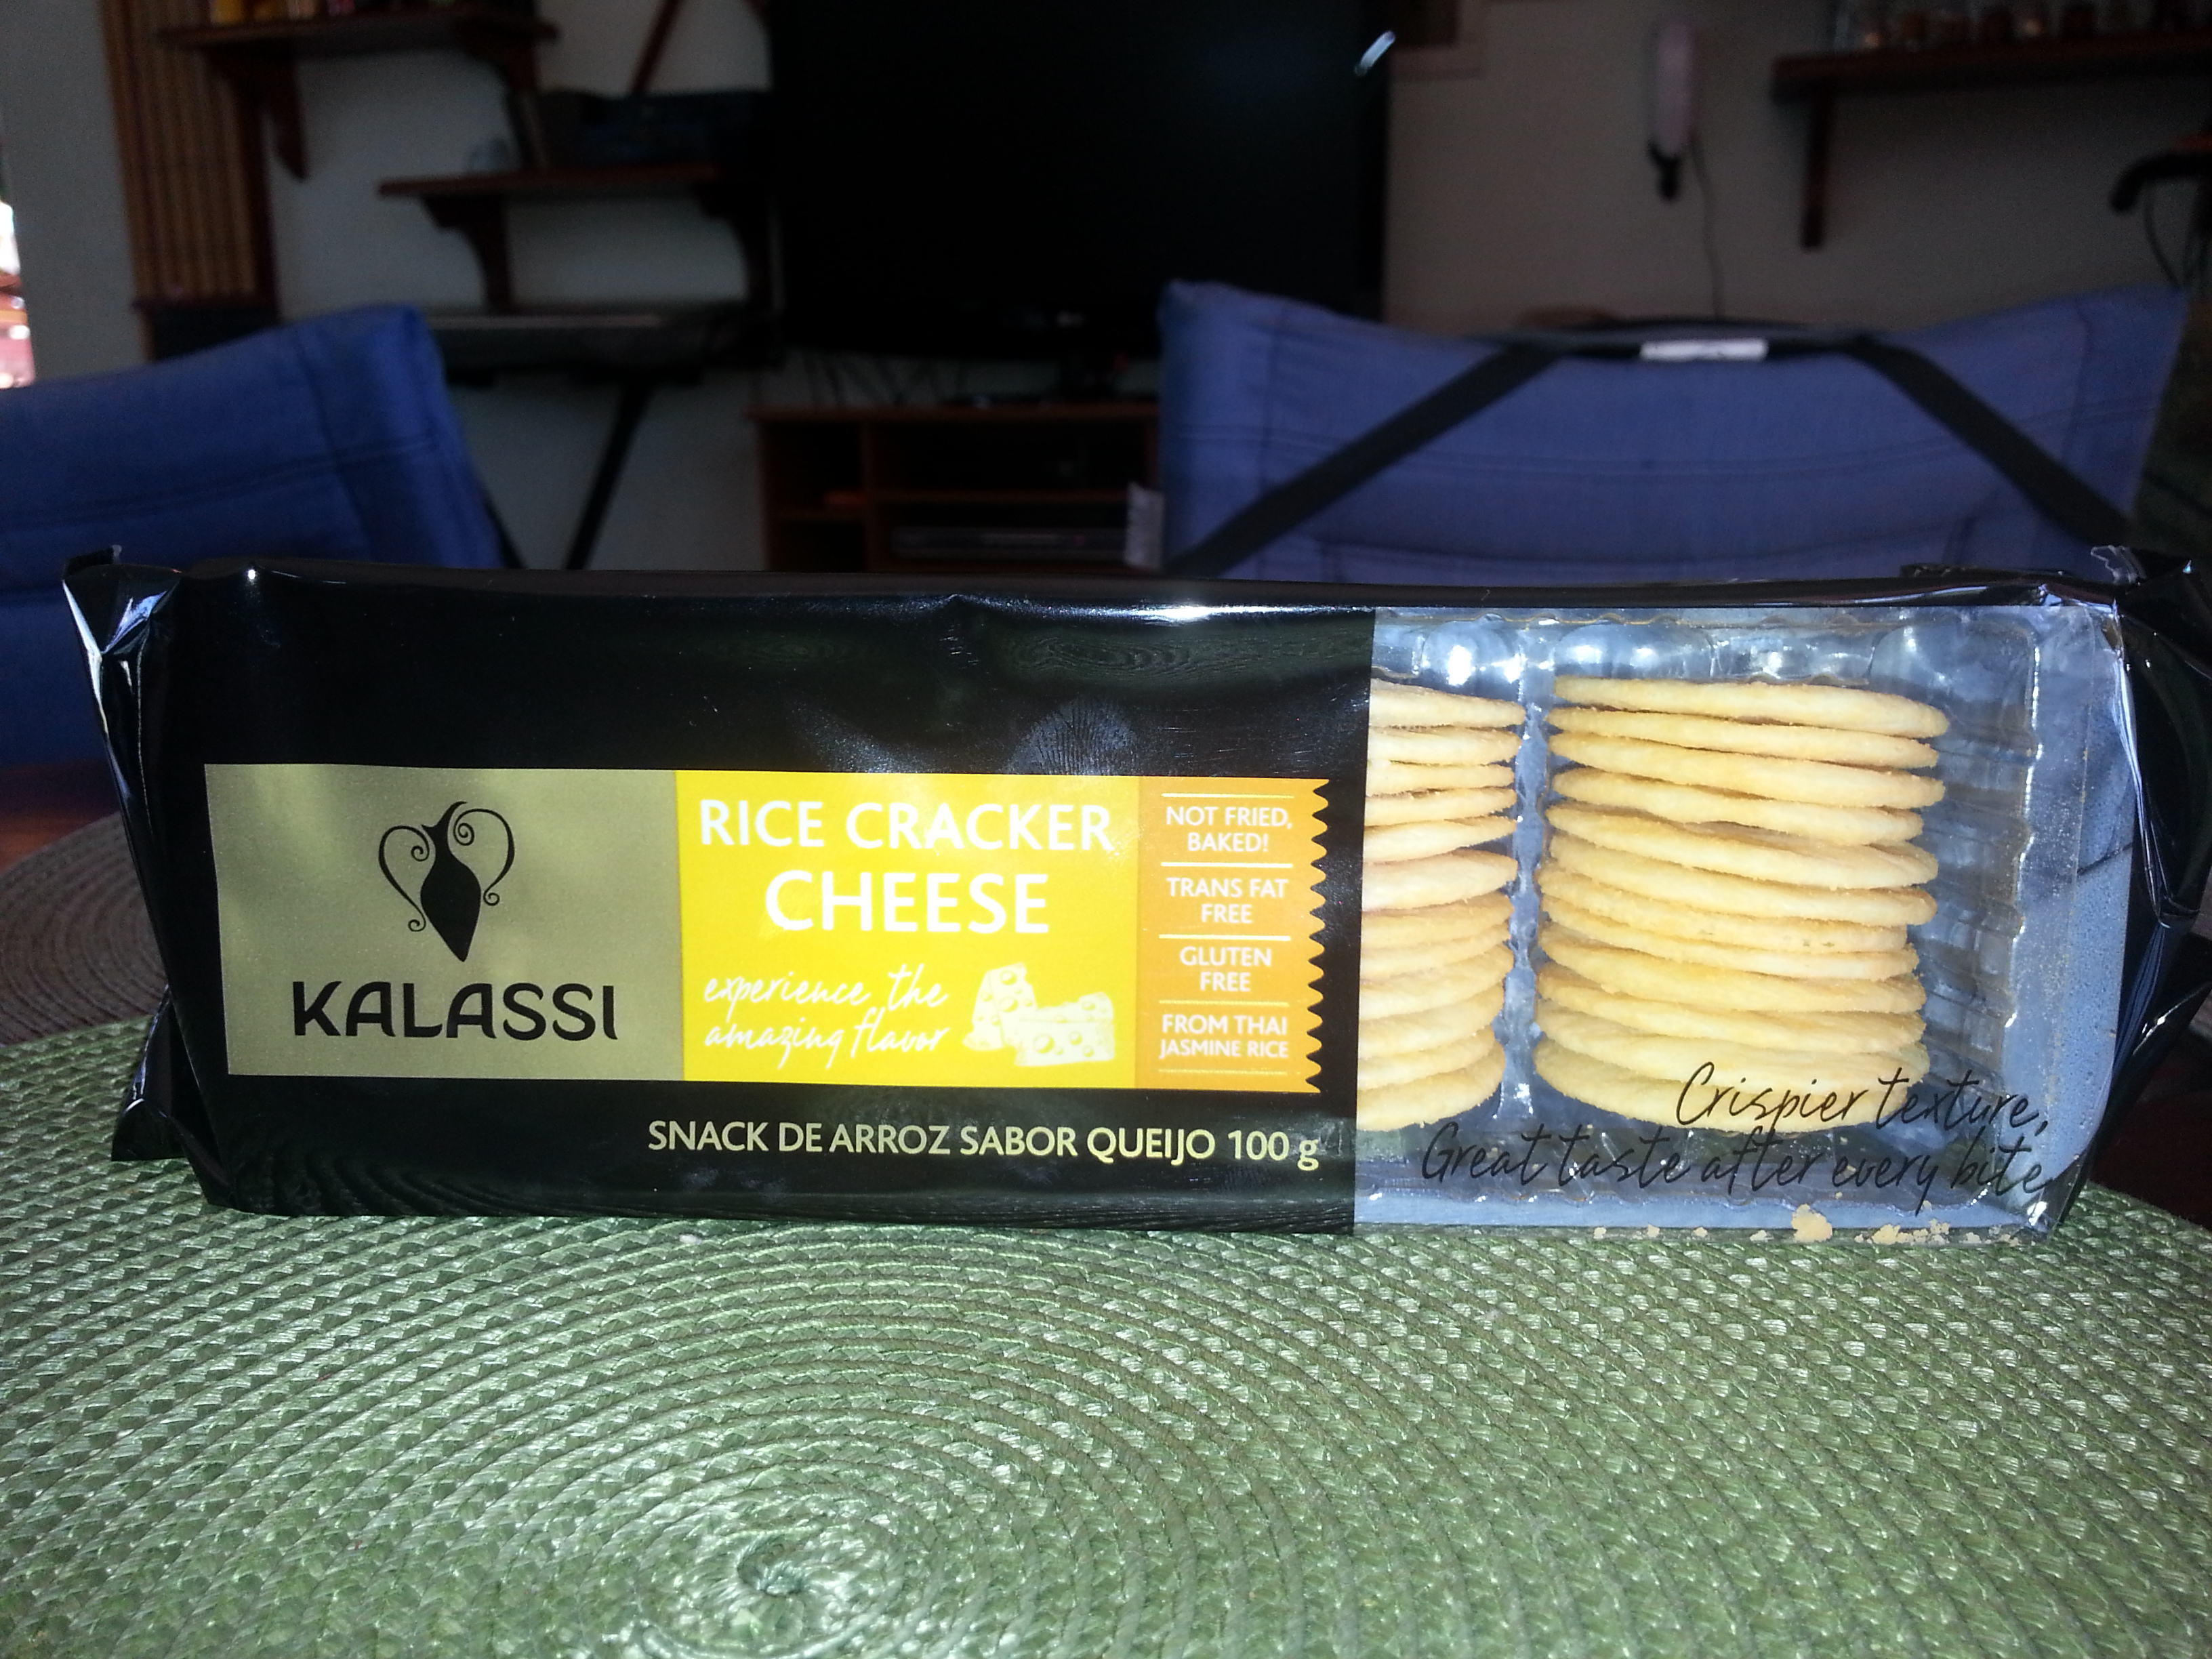 KALASSI
RICE CRACKER
CHEESE
experience the
amazing flavor
NOT FRIED,
BAKED!
TRANS FAT
FREE
GLUTEN
FREE
FROM THAI
JASMINE RICE
SNACK DE ARROZ SABOR QUEIJO 100 g
Crispier texture,
Great taste after every bite